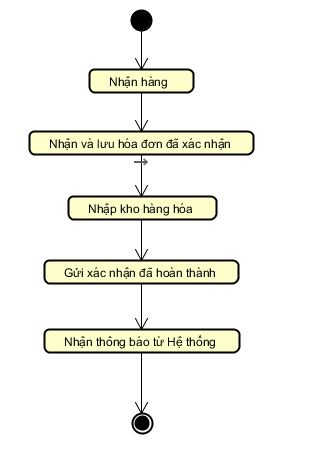 Nhận hàng
Nhận và lưu hóa đơn đã xác nhận
Nhập kho hàng hóa
Gửi xác nhận đã hoàn thành
Nhận thông báo từ Hệ thống